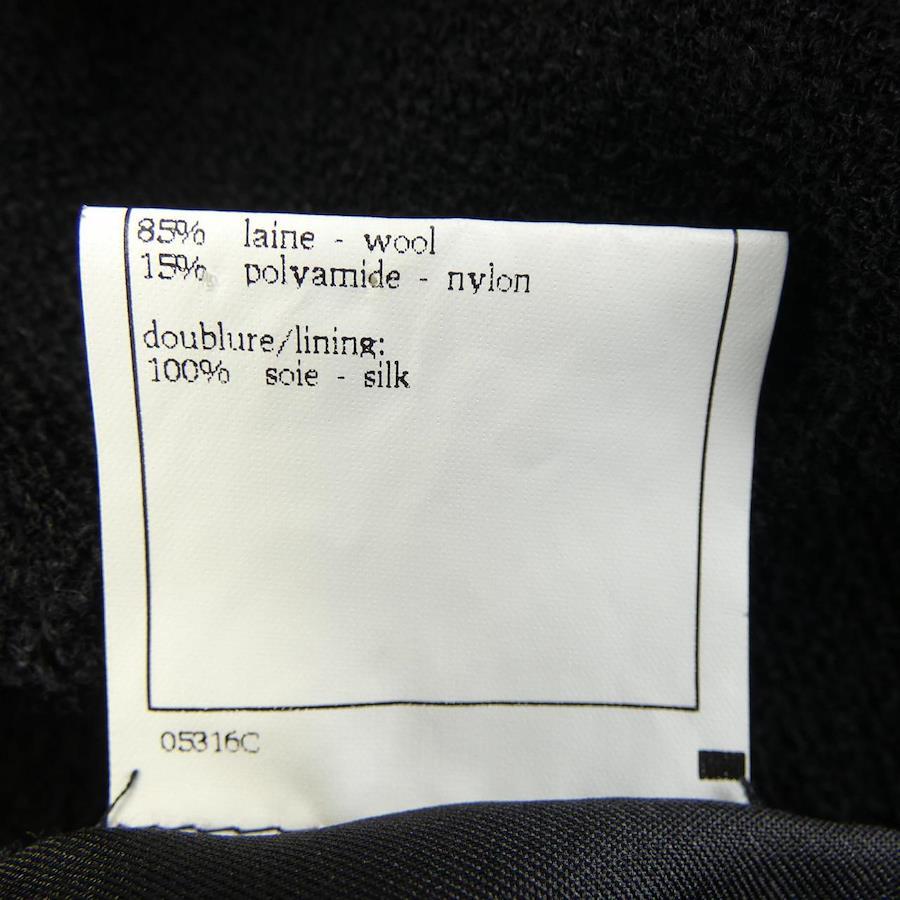 85% laine - wool
15% polyamide - nylon
doublure/lining:
100% soie - silk
05316C